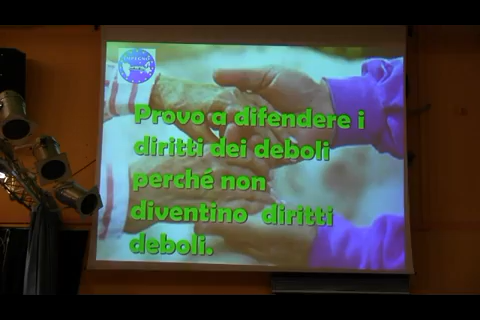 Provo a difendere i
diritti dei deboli
perché non
diventino diritti
deboli.